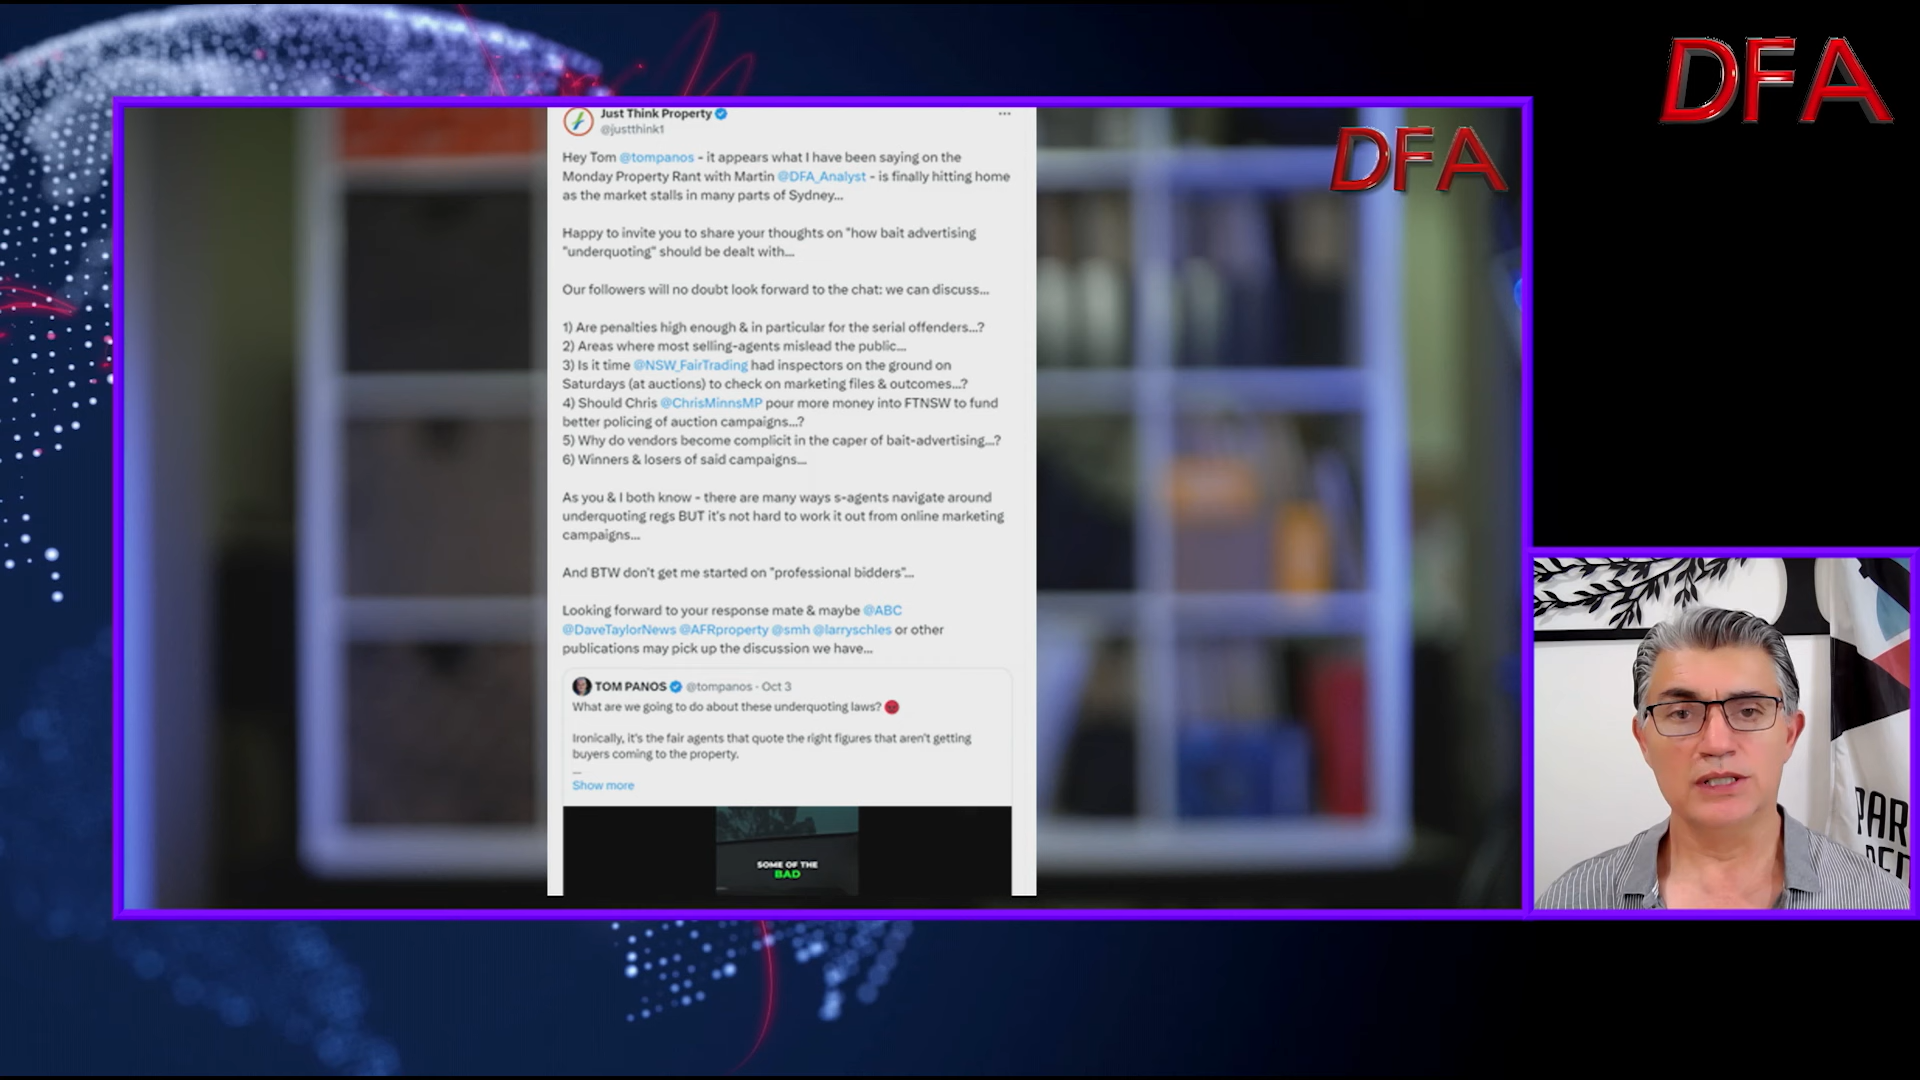 DFA
DFA
Just Think Property
@justthink1
Hey Tom @tompanos - it appears what I have been saying on the
Monday Property Rant with Martin @DFA_Analyst - is finally hitting home
as the market stalls in many parts of Sydney...
Happy to invite you to share your thoughts on "how bait advertising
"underquoting" should be dealt with...
Our followers will no doubt look forward to the chat: we can discuss...
1) Are penalties high enough & in particular for the serial offenders...?
2) Areas where most selling-agents mislead the public...
3) Is it time @NSW_FairTrading had inspectors on the ground on
Saturdays (at auctions) to check on marketing files & outcomes...?
4) Should Chris @ChrisMinnsMP pour more money into FTNSW to fund
better policing of auction campaigns...?
5) Why do vendors become complicit in the caper of bait-advertising...?
6) Winners & losers of said campaigns...
As you & I both know - there are many ways s-agents navigate around
underquoting regs BUT it's not hard to work it out from online marketing
campaigns...
And BTW don't get me started on "professional bidders"...
Looking forward to your response mate & maybe @ABC
@DaveTaylorNews @AFRproperty @smh @larryschles or other
publications may pick up the discussion we have...
TOM PANOS @tompanos · Oct 3
What are we going to do about these underquoting laws?
Ironically, it's the fair agents that quote the right figures that aren't getting
buyers coming to the property.
...
Show more
SOME OF THE
BAD